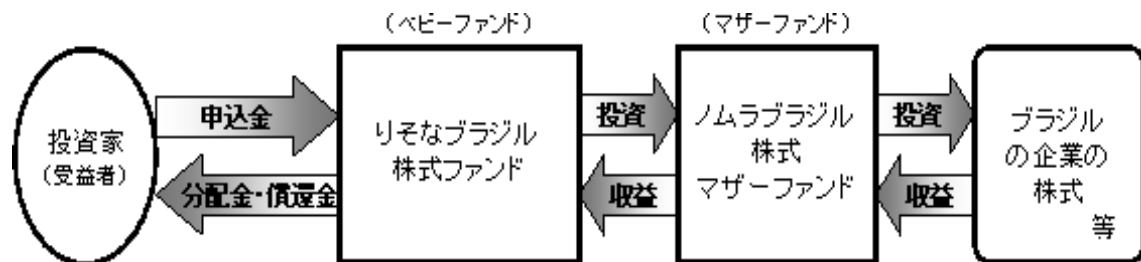 (ベビーファンド)
(マザーファンド)
投資家
(受益者)
申込金
分配金・償還金
りそなブラジル
株式ファンド
投資
収益
ノムラブラジル
株式
マザーファンド
投資
収益
ブラジル
の企業の
株式
等